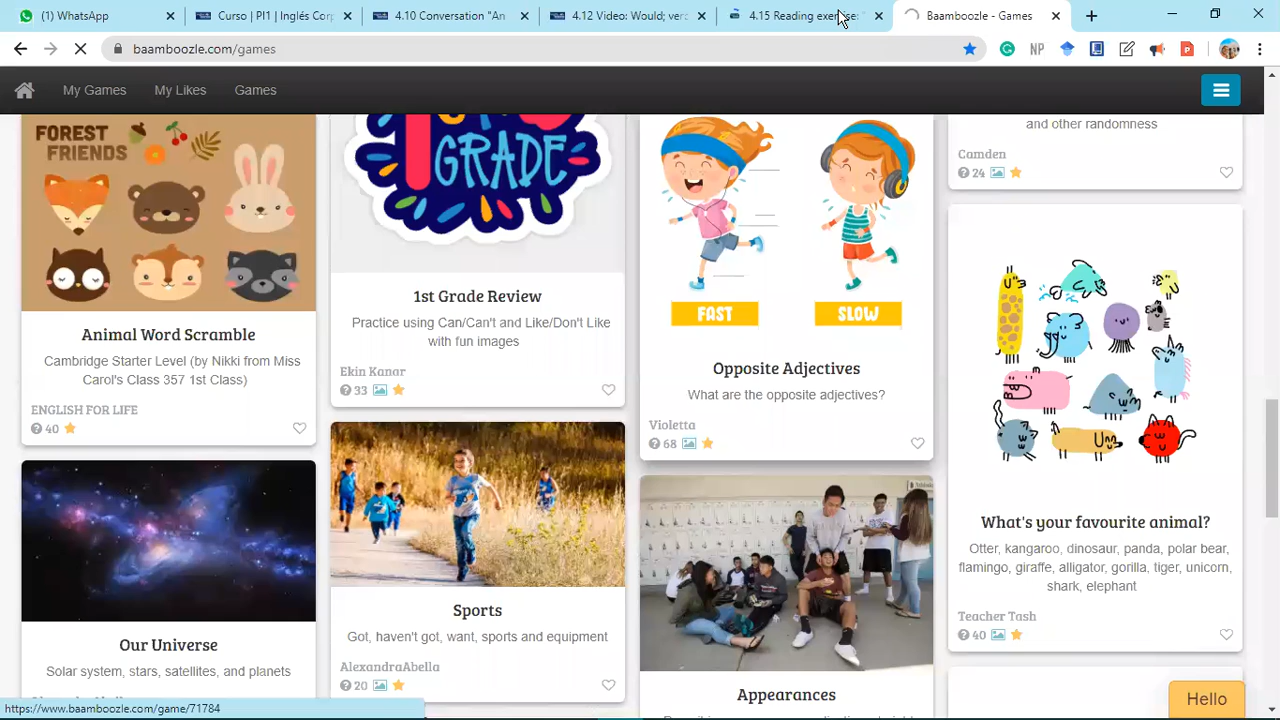 WhatsApp
Curso | PI1 | Inglés Corp
4.10 Conversation "An
4.12 Video: Would; ver
4.15 Reading exercise: "
Baamboozle - Games
baamboozle.com/games
NP
My Games
My Likes
Games
FOREST
FRIENDS
Animal Word Scramble
Cambridge Starter Level (by Nikki from Miss
Carol's Class 357 1st Class)
ENGLISH FOR LIFE
40
Our Universe
Solar system, stars, satellites, and planets
GRADE
1st Grade Review
Practice using Can/Can't and Like/Don't Like
with fun images
Ekin Kanar
33
Sports
Got, haven't got, want, sports and equipment
AlexandraAbella
20
FAST
SLOW
Opposite Adjectives
What are the opposite adjectives?
Violetta
68
Appearances
and other randomness
Camden
24
What's your favourite animal?
Otter, kangaroo, dinosaur, panda, polar bear,
flamingo, giraffe, alligator, gorilla, tiger, unicorn,
shark, elephant
Teacher Tash
40
Hello
https://www.baamboozle.com/game/71784